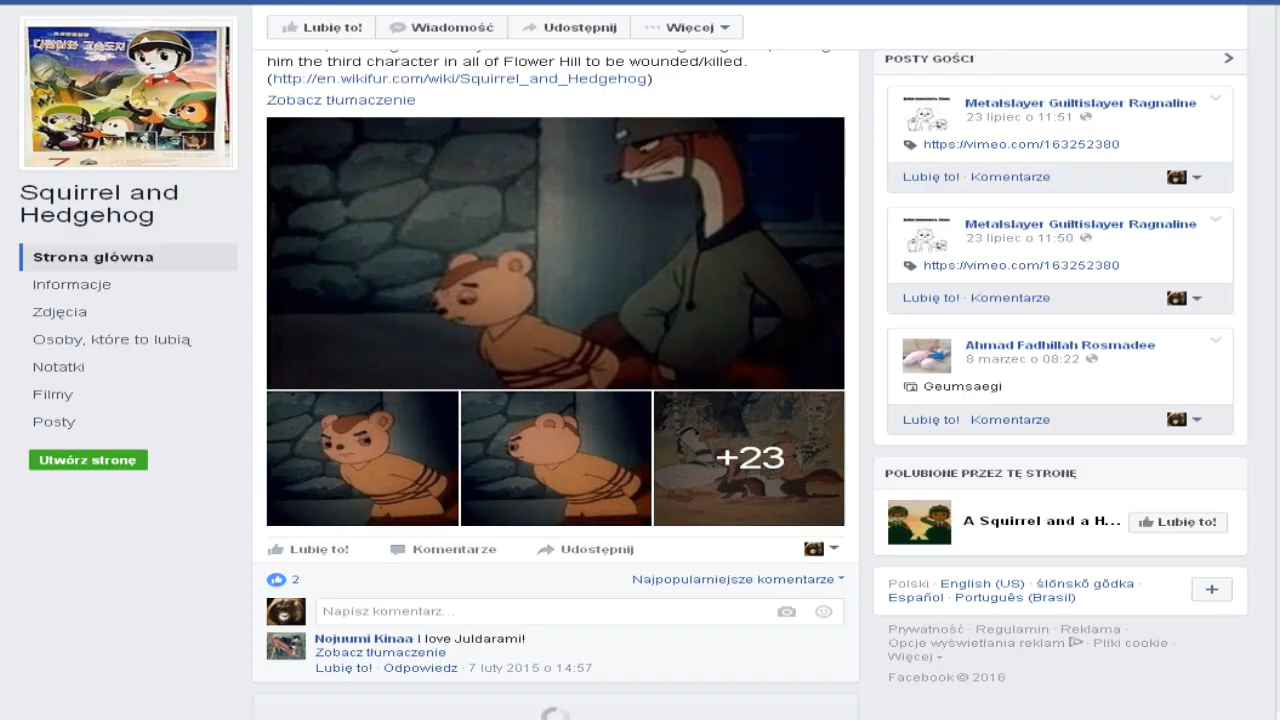 Lubię to!
Wiadomość
Udostępnij
Więcej
Squirrel and
Hedgehog
Strona główna
Informacje
Zdjęcia
Osoby, które to lubią
Notatki
Filmy
Posty
Utwórz stronę
him the third character in all of Flower Hill to be wounded/killed.
(http://en.wikifur.com/wiki/Squirrel_and_Hedgehog)
Zobacz tłumaczenie
+23
Lubię to!
Komentarze
Udostępnij
2
Najpopularniejsze komentarze
Napisz komentarz...
Nojuumi Kinaa I love Juldarami!
Zobacz tłumaczenie
Lubię to! · Odpowiedz · 7 luty 2015 o 14:57
POSTY GOŚCI
Metalslayer Guiltislayer Ragnaline
23 lipiec o 11:51
https://vimeo.com/163252380
Lubię to! · Komentarze
Metalslayer Guiltislayer Ragnaline
23 lipiec o 11:50
https://vimeo.com/163252380
Lubię to! · Komentarze
Ahmad Fadhillah Rosmadee
8 marzec o 08:22
Geumsaegi
Lubię to! · Komentarze
POLUBIONE PRZEZ TĘ STRONĘ
A Squirrel and a H...
Lubię to!
Polski · English (US) · ślōnskŏ gŏdka ·
Español · Português (Brasil)
Prywatność · Regulamin · Reklama ·
Opcje wyświetlania reklam · Pliki cookie ·
Więcej
Facebook © 2016